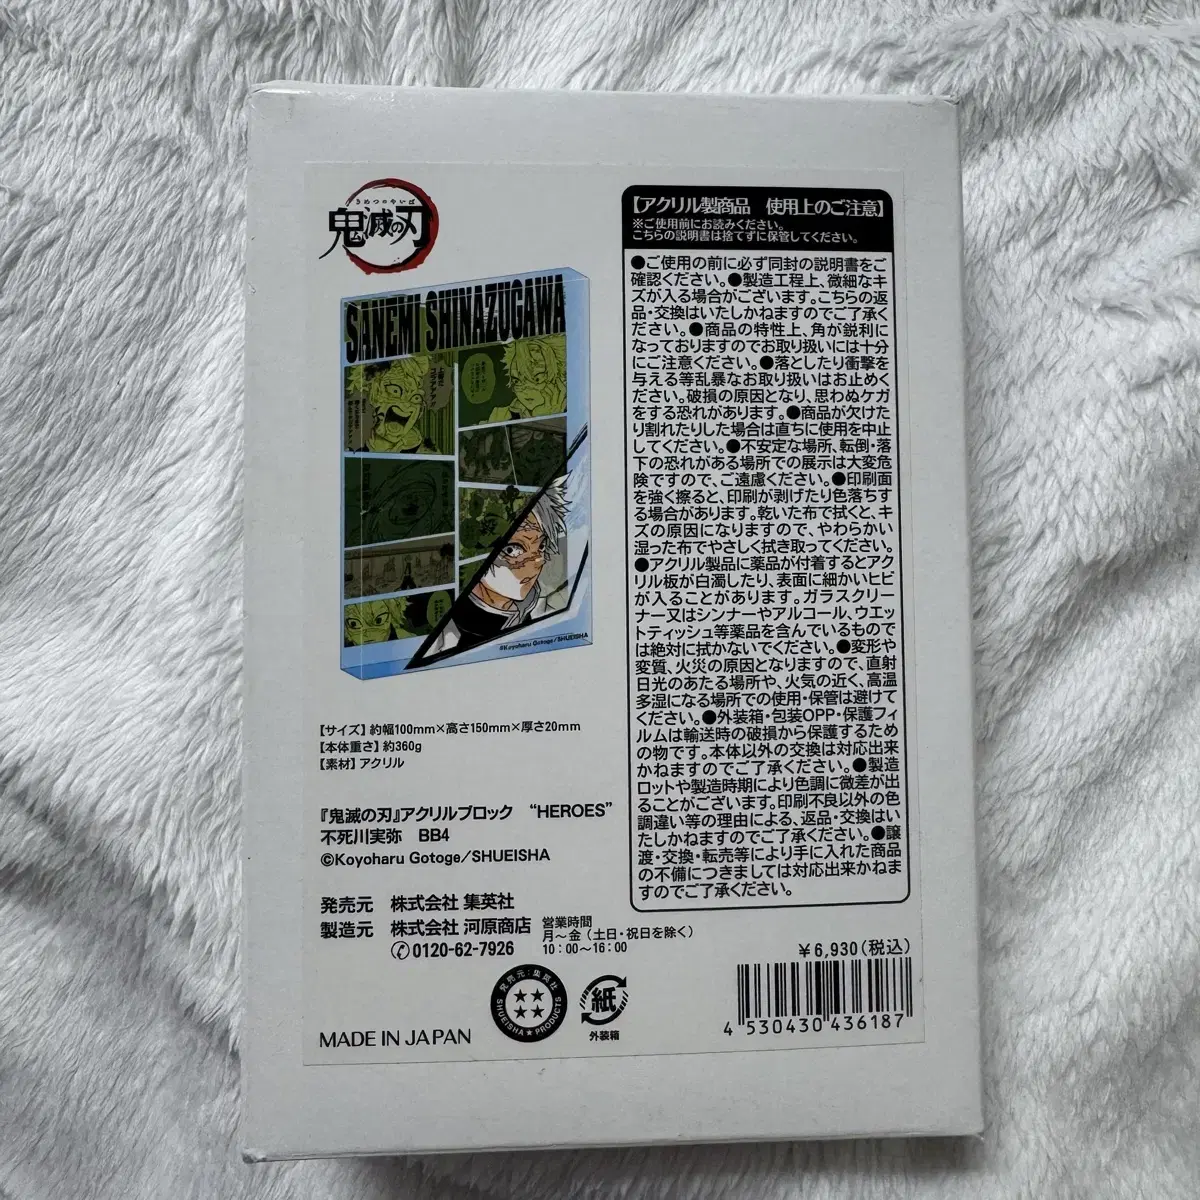 きめつのやいば
鬼滅の刃
SANEMI SHINAZUGAWA
©Koyoharu Gotoge/SHUEISHA
【サイズ】約幅100mm×高さ150mm×厚さ20mm
【本体重さ】約360g
【素材】アクリル
『鬼滅の刃』アクリルブロック “HEROES”
不死川実弥 BB4
©Koyoharu Gotoge/SHUEISHA
発売元 株式会社 集英社
製造元 株式会社 河原商店
営業時間
月〜金（土日・祝日を除く）
10：00〜16：00
0120-62-7926
MADE IN JAPAN
発売元：集英社
SHUEISHA★PRODUCTS
紙
外装箱
【アクリル製商品 使用上のご注意】
※ご使用前にお読みください。
こちらの説明書は捨てずに保管してください。
●ご使用の前に必ず同封の説明書をご
確認ください。●製造工程上、微細なキ
ズが入る場合がございます。こちらの返
品・交換はいたしかねますのでご了承く
ださい。●商品の特性上、角が鋭利に
なっておりますのでお取り扱いには十分
にご注意ください。●落としたり衝撃を
与える等乱暴なお取り扱いはお止めく
ださい。破損の原因となり、思わぬケガ
をする恐れがあります。●商品が欠けた
り割れたりした場合は直ちに使用を中止
してください。●不安定な場所、転倒・落
下の恐れがある場所での展示は大変危
険ですので、ご遠慮ください。●印刷面
を強く擦ると、印刷が剥げたり色落ちす
る場合があります。乾いた布で拭くと、キ
ズの原因になりますので、やわらかい
湿った布でやさしく拭き取ってください。
●アクリル製品に薬品が付着するとアク
リル板が白濁したり、表面に細かいヒビ
が入ることがあります。ガラスクリー
ナー又はシンナーやアルコール、ウエッ
トティッシュ等薬品を含んでいるもので
は絶対に拭かないでください。●変形や
変質、火災の原因となりますので、直射
日光のあたる場所や、火気の近く、高温
多湿になる場所での使用・保管は避けて
ください。●外装箱・包装OPP・保護フィ
ルムは輸送時の破損から保護するため
の物です。本体以外の交換は対応出来
かねますのでご了承ください。●製造
ロットや製造時期により色調に微差が出
ることがございます。印刷不良以外の色
調違い等の理由による、返品・交換はい
たしかねますのでご了承ください。●譲
渡・交換・転売等により手に入れた商品
の不備につきましては対応出来かねま
すのでご了承ください。
￥6,930（税込）
4 530430 436187